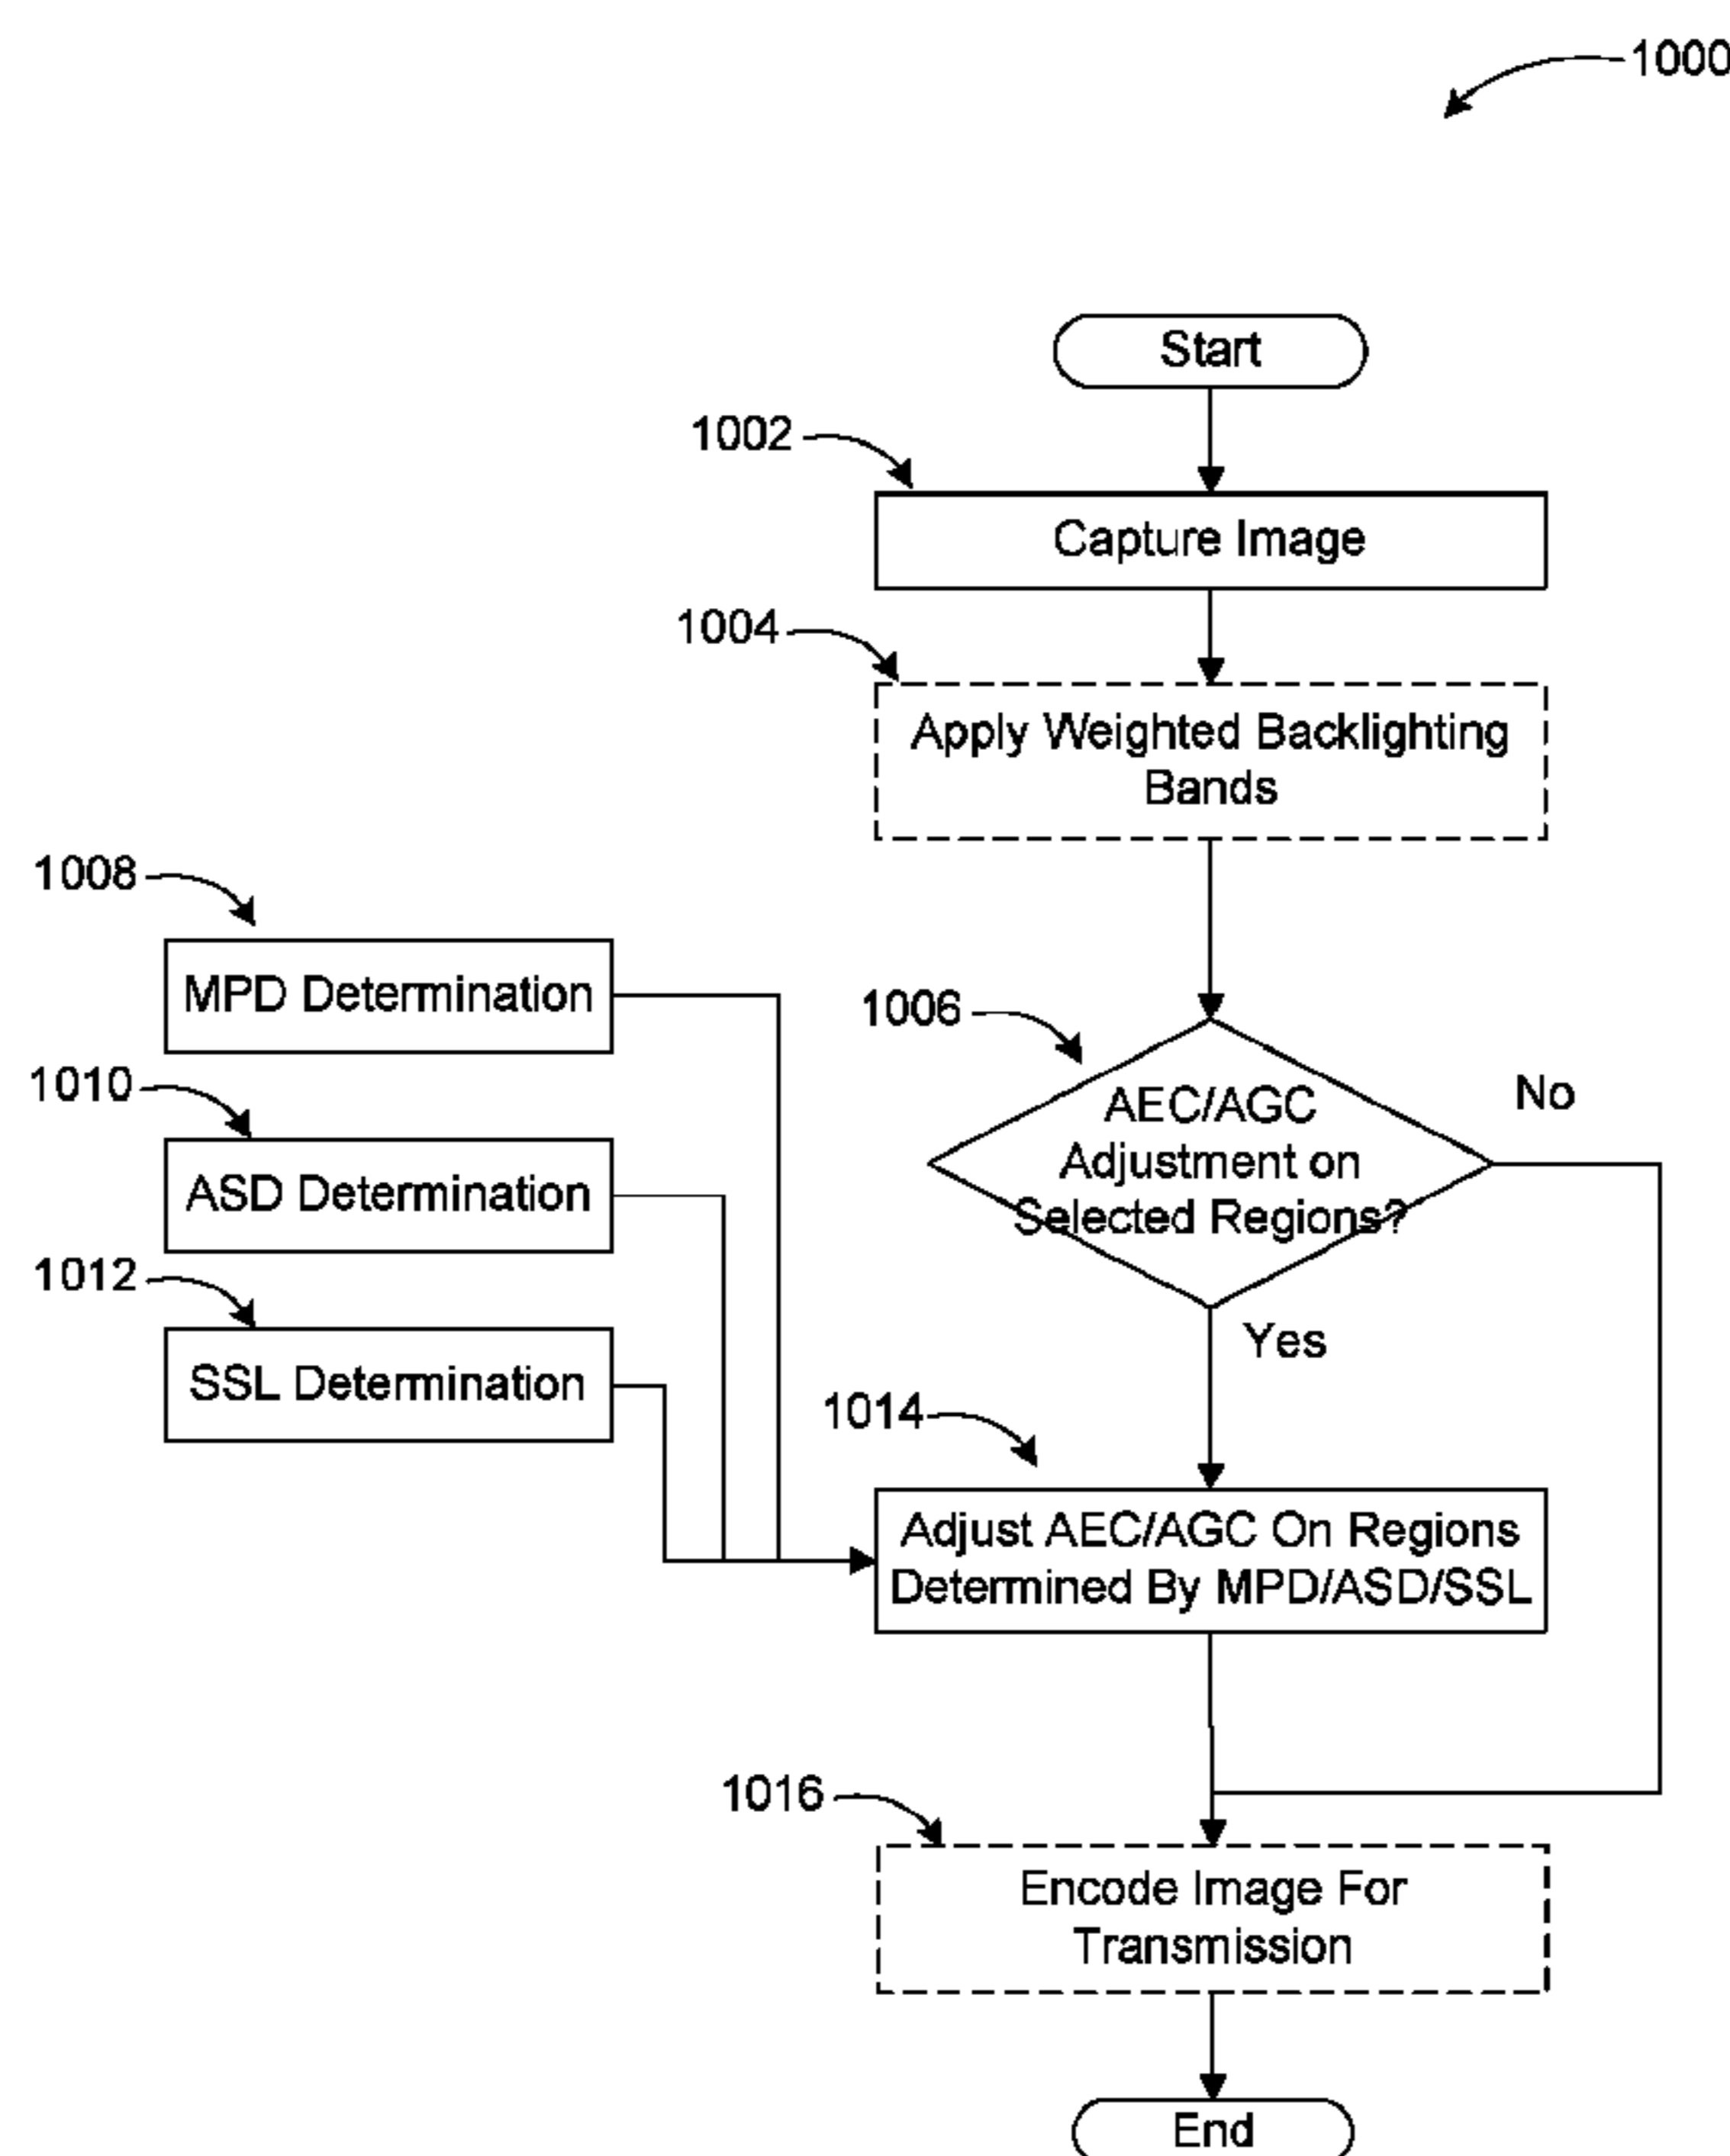 1000
Start
1002
Capture Image
1004
Apply Weighted Backlighting
Bands
1008
MPD Determination
1006
AEC/AGC
Adjustment on
Selected Regions?
No
1010
ASD Determination
1012
SSL Determination
Yes
1014
Adjust AEC/AGC On Regions
Determined By MPD/ASD/SSL
1016
Encode Image For
Transmission
End